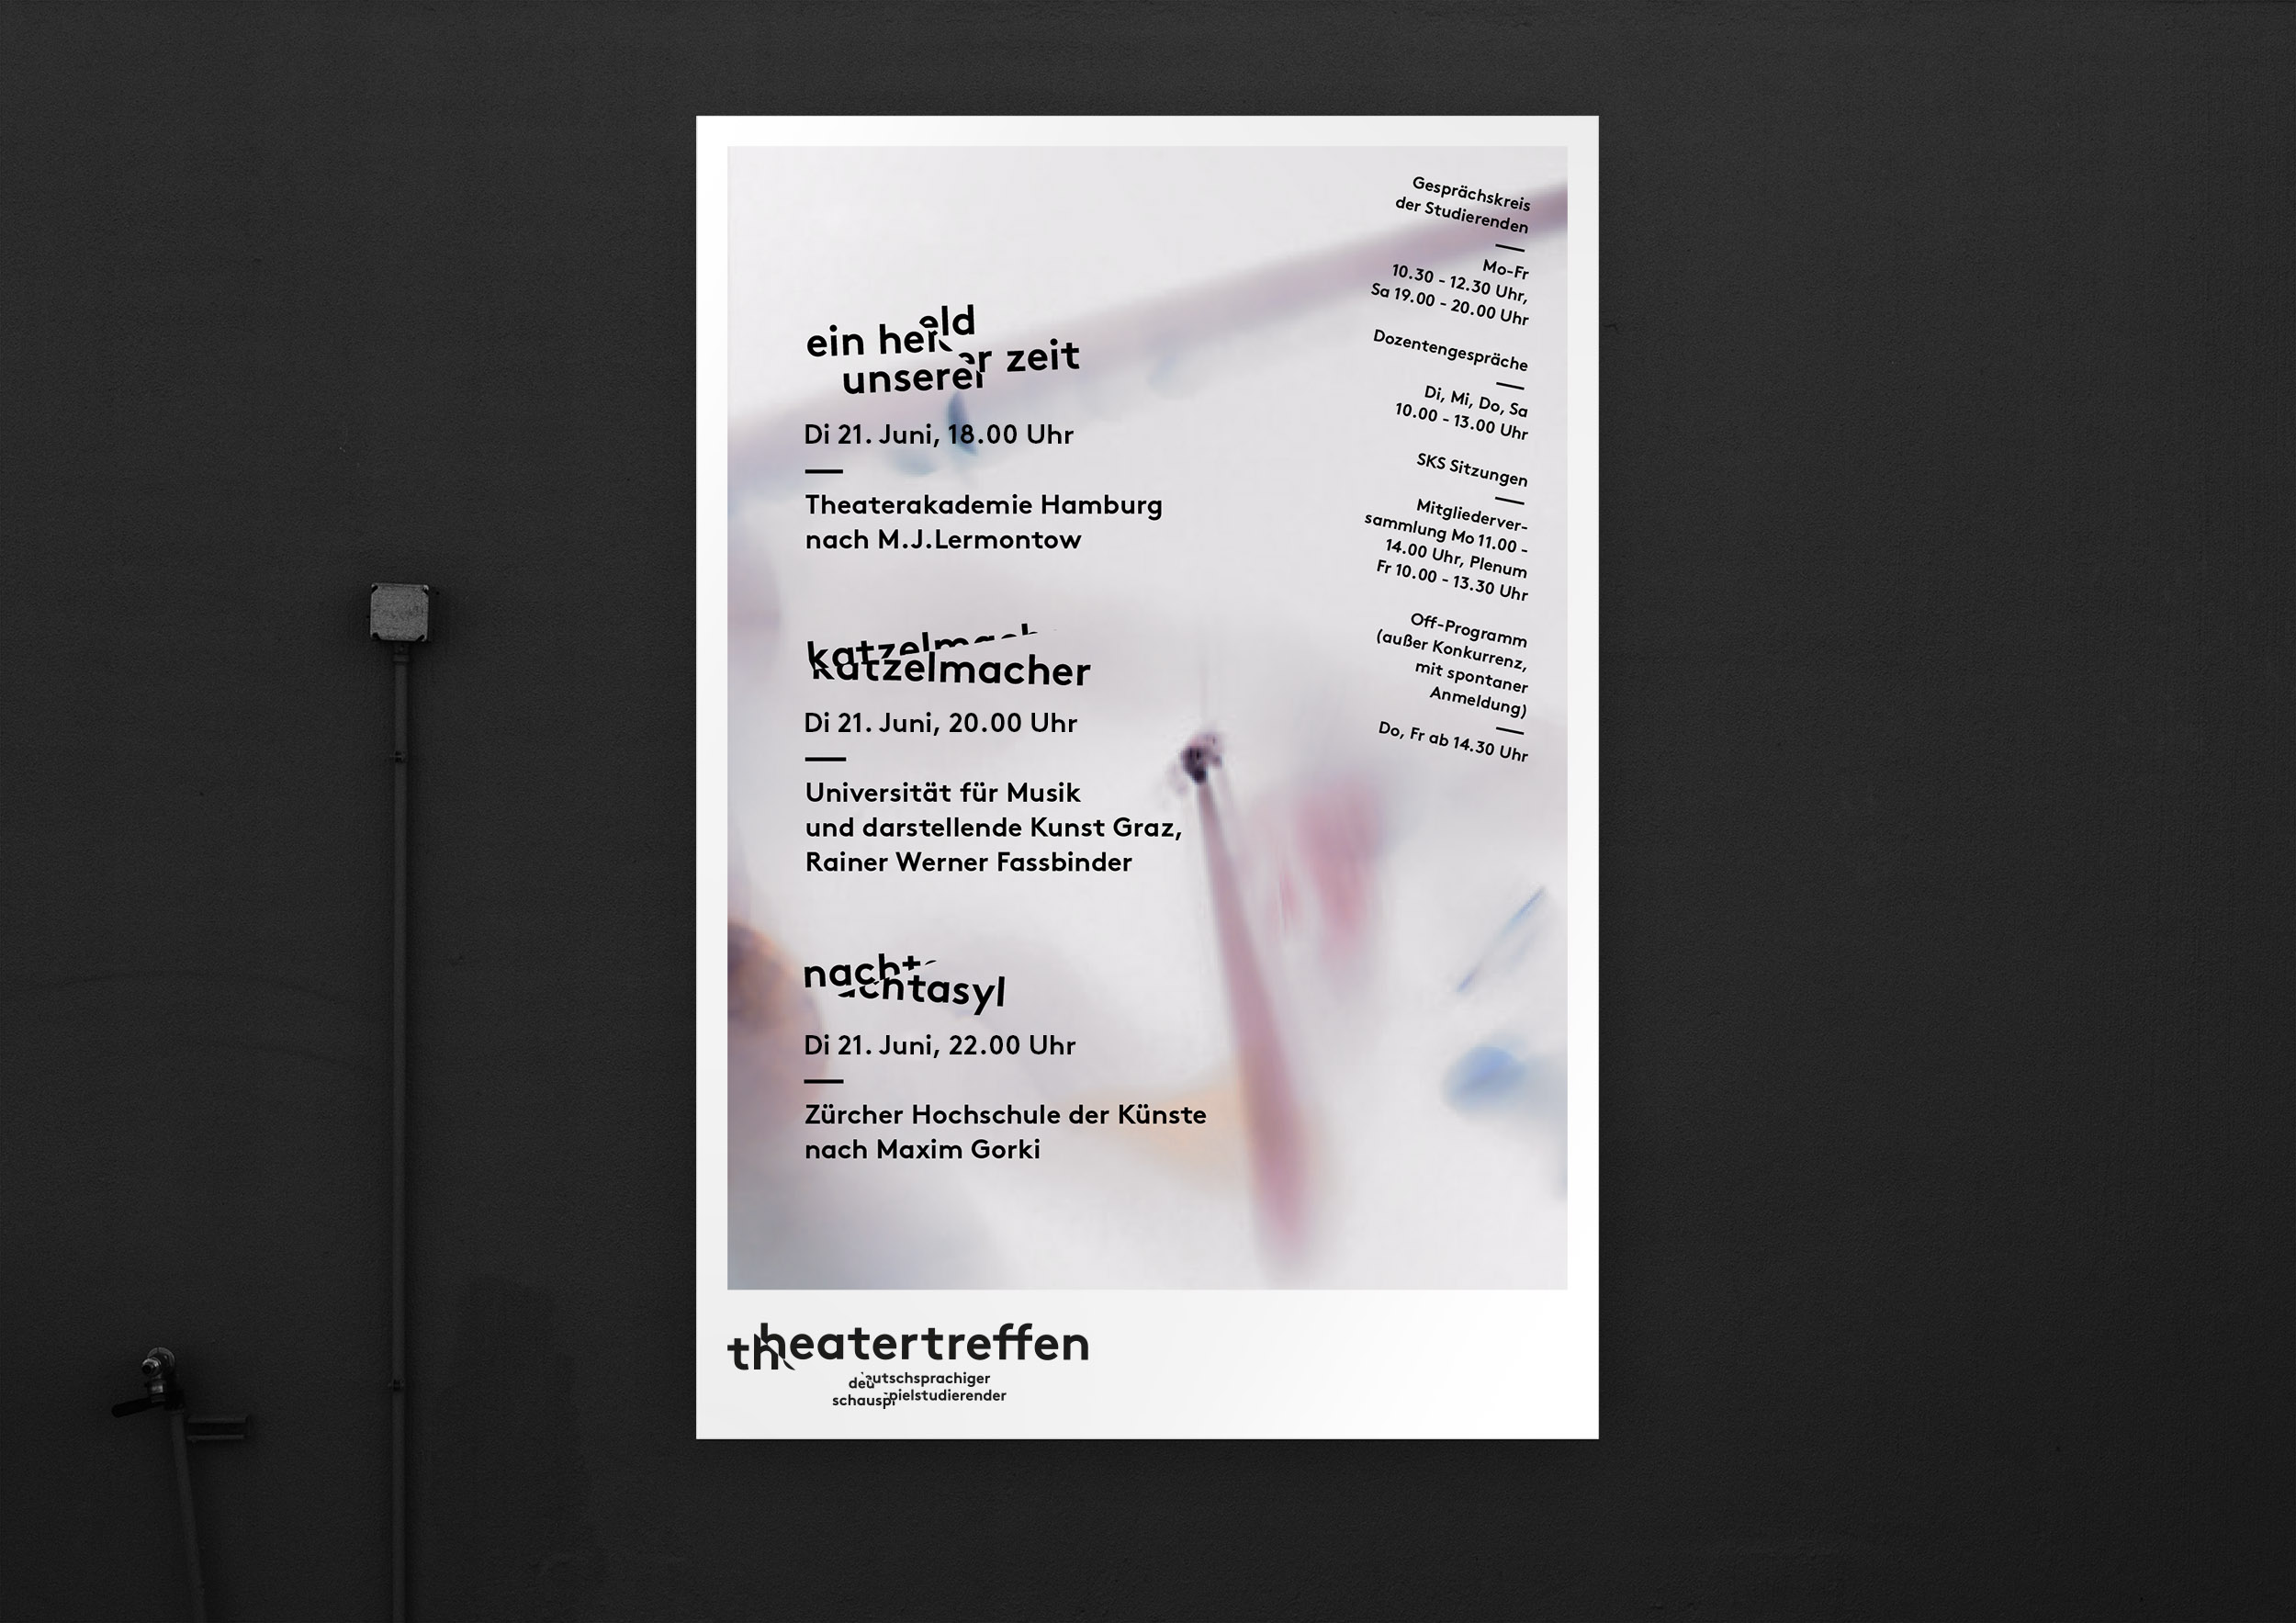 ein held
unserer zeit
Di 21. Juni, 18.00 Uhr
Theaterakademie Hamburg
nach M.J.Lermontow
katzelmach
katzelmacher
Di 21. Juni, 20.00 Uhr
Universität für Musik
und darstellende Kunst Graz,
Rainer Werner Fassbinder
nachtasyl
Di 21. Juni, 22.00 Uhr
Zürcher Hochschule der Künste
nach Maxim Gorki
Gesprächskreis
der Studierenden
Mo-Fr
10.30 - 12.30 Uhr,
Sa 19.00 - 20.00 Uhr
Dozentengespräche
Di, Mi, Do, Sa
10.00 - 13.00 Uhr
SKS Sitzungen
Mitgliederver-
sammlung Mo 11.00 -
14.00 Uhr, Plenum
Fr 10.00 - 13.30 Uhr
Off-Programm
(außer Konkurrenz,
mit spontaner
Anmeldung)
Do, Fr ab 14.30 Uhr
theatertreffen
deutschsprachiger
schauspielstudierender